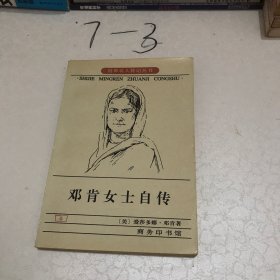 7-3
世界名人传记丛书
·SHIJIE MINGREN ZHUANJI CONGSHU·
邓肯女士自传
〔美〕 伊莎多娜·邓肯著
商务印书馆